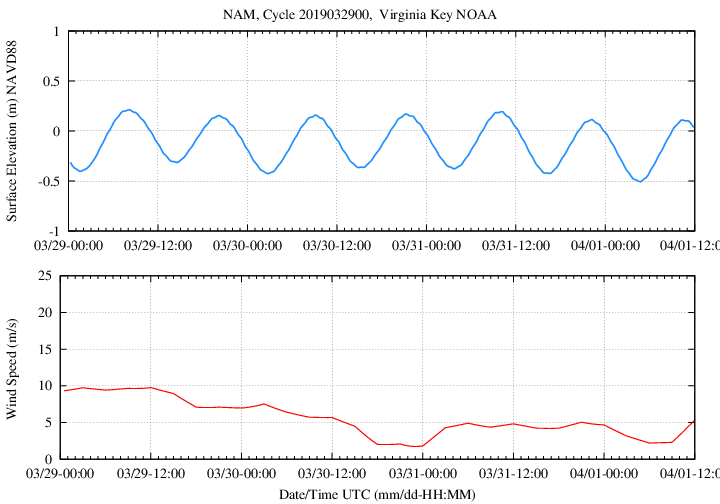 NAM, Cycle 2019032900,  Virginia Key NOAA
Surface Elevation (m) NAVD88
1
0.5
0
-0.5
-1
03/29-00:00 03/29-12:00 03/30-00:00 03/30-12:00 03/31-00:00 03/31-12:00 04/01-00:00 04/01-12:0
Wind Speed (m/s)
25
20
15
10
5
0
03/29-00:00 03/29-12:00 03/30-00:00 03/30-12:00 03/31-00:00 03/31-12:00 04/01-00:00 04/01-12:0
Date/Time UTC (mm/dd-HH:MM)